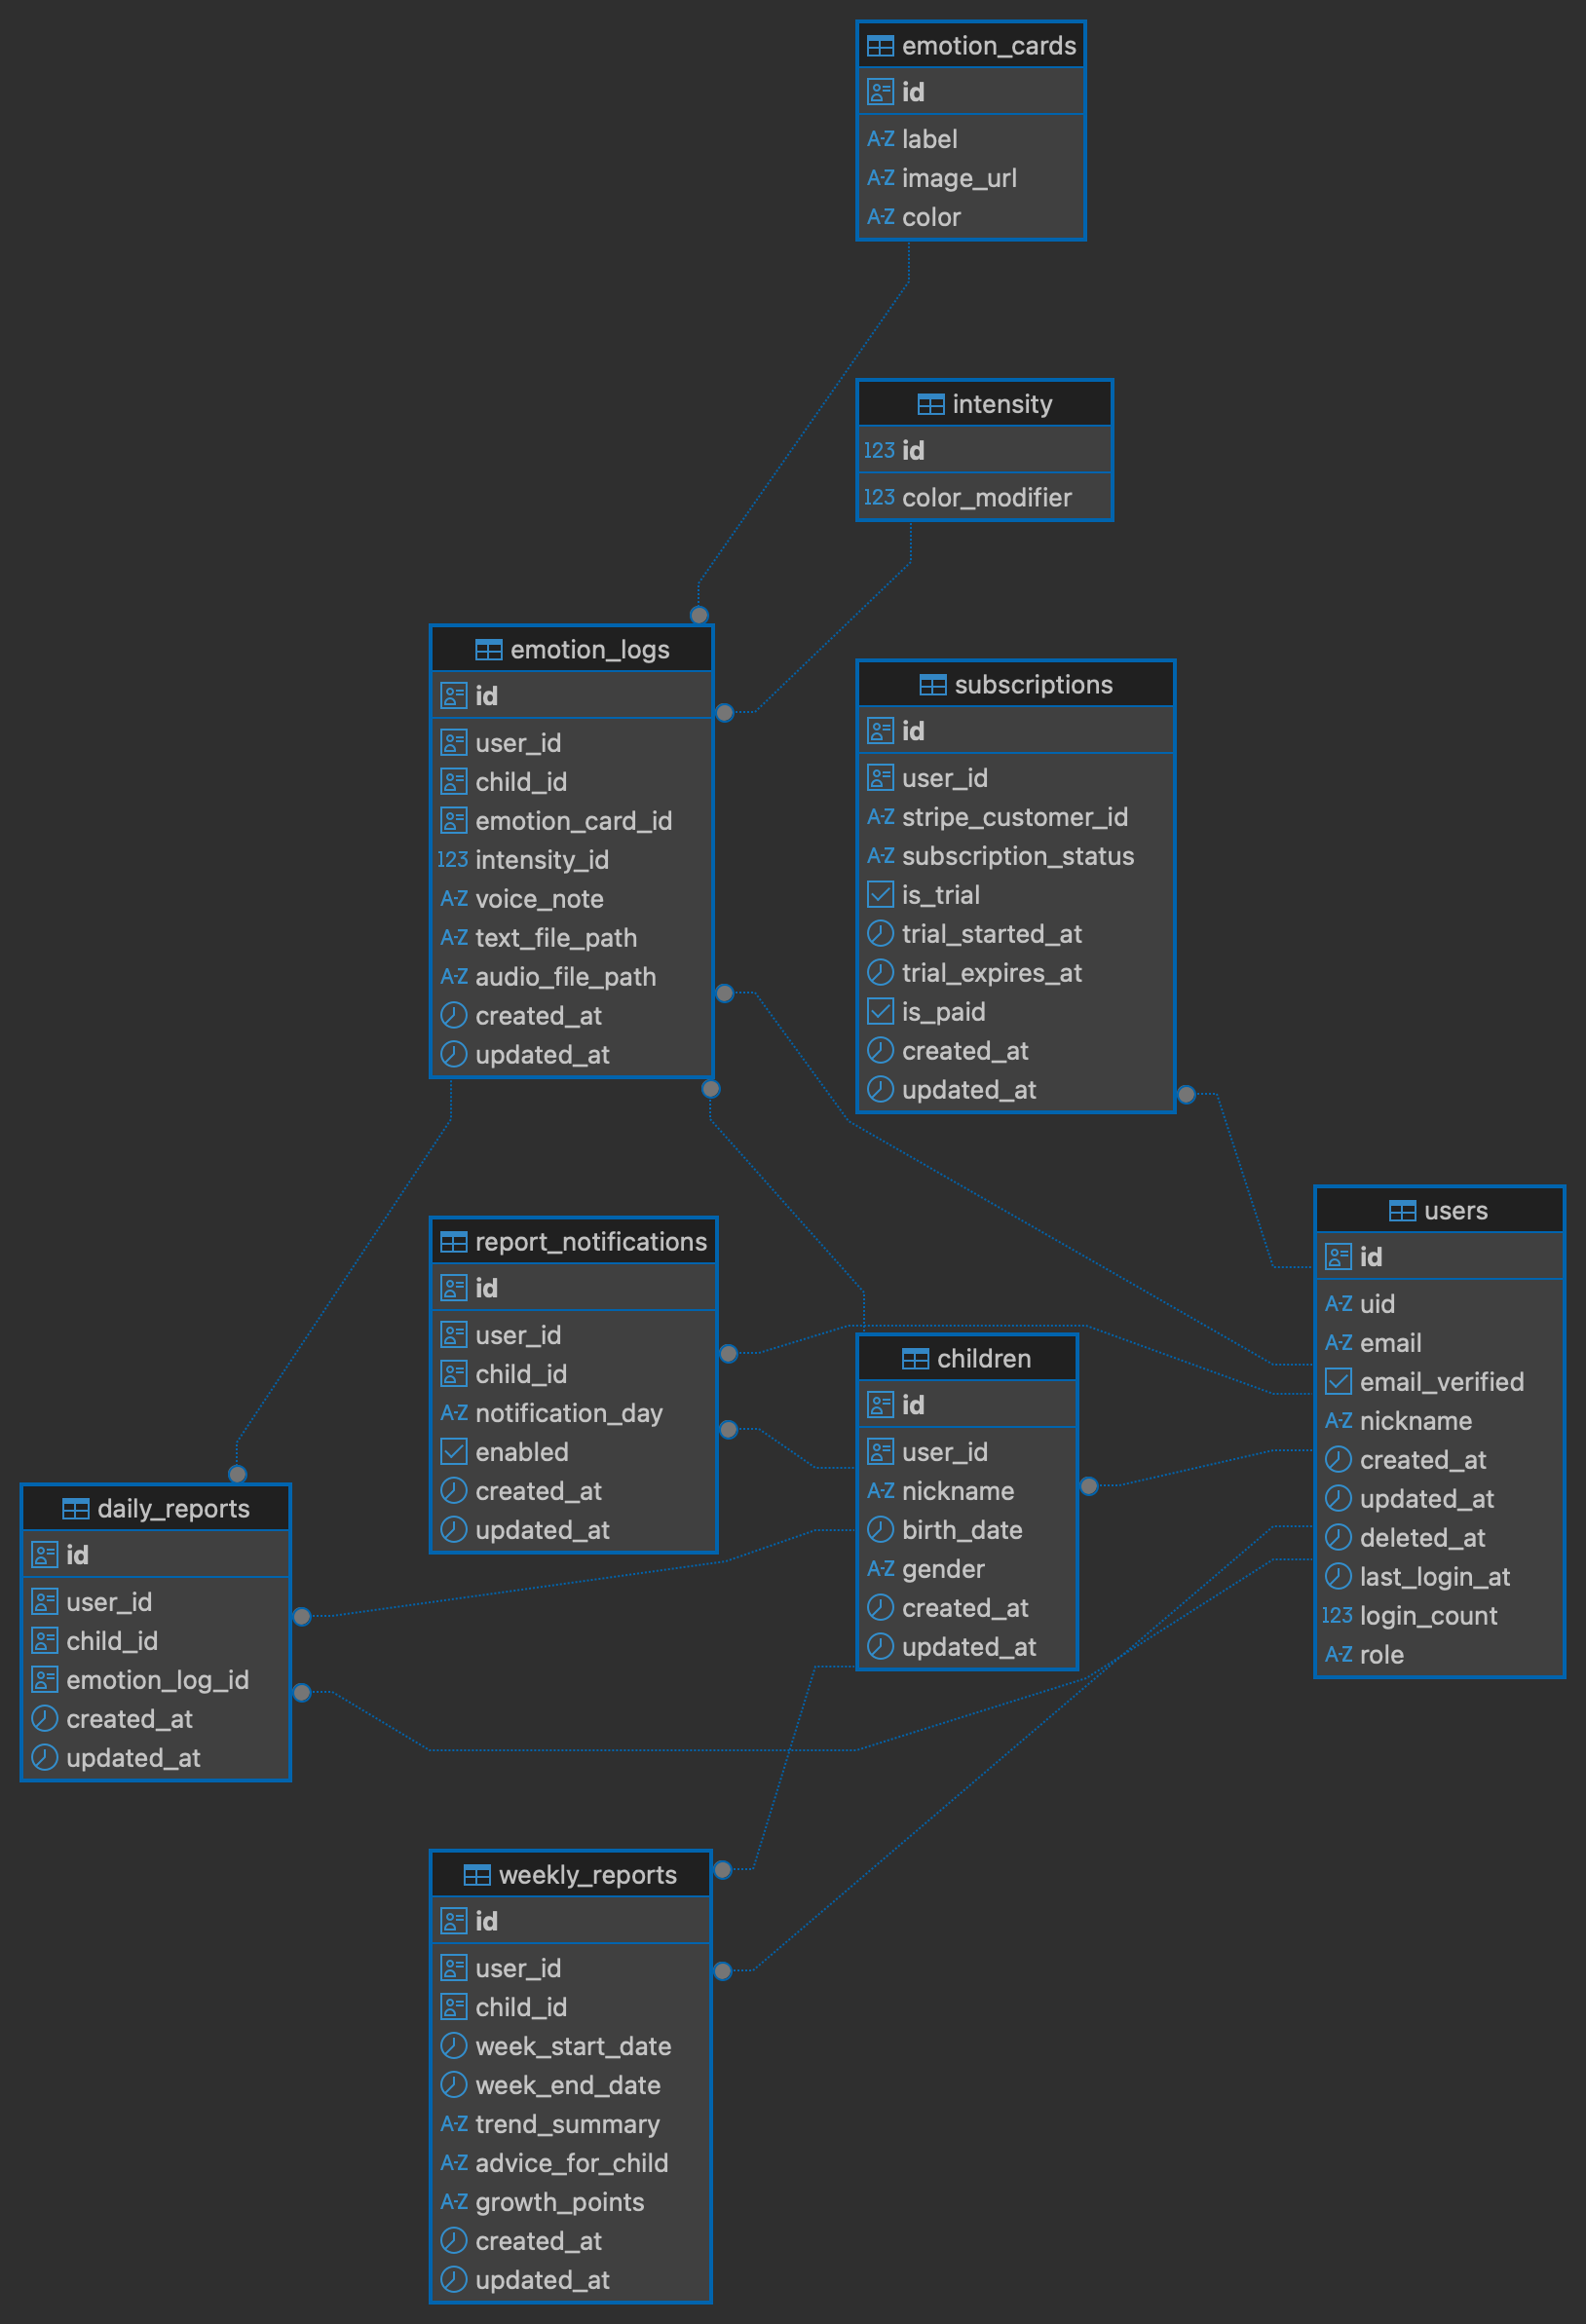 emotion_cards
id
A-Z label
A-Z image_url
A-Z color
intensity
123 id
123 color_modifier
emotion_logs
id
user_id
child_id
emotion_card_id
123 intensity_id
A-Z voice_note
A-Z text_file_path
A-Z audio_file_path
created_at
updated_at
subscriptions
id
user_id
A-Z stripe_customer_id
A-Z subscription_status
is_trial
trial_started_at
trial_expires_at
is_paid
created_at
updated_at
users
id
A-Z uid
A-Z email
email_verified
A-Z nickname
created_at
updated_at
deleted_at
last_login_at
123 login_count
A-Z role
report_notifications
id
user_id
child_id
A-Z notification_day
enabled
created_at
updated_at
children
id
user_id
A-Z nickname
birth_date
A-Z gender
created_at
updated_at
daily_reports
id
user_id
child_id
emotion_log_id
created_at
updated_at
weekly_reports
id
user_id
child_id
week_start_date
week_end_date
A-Z trend_summary
A-Z advice_for_child
A-Z growth_points
created_at
updated_at